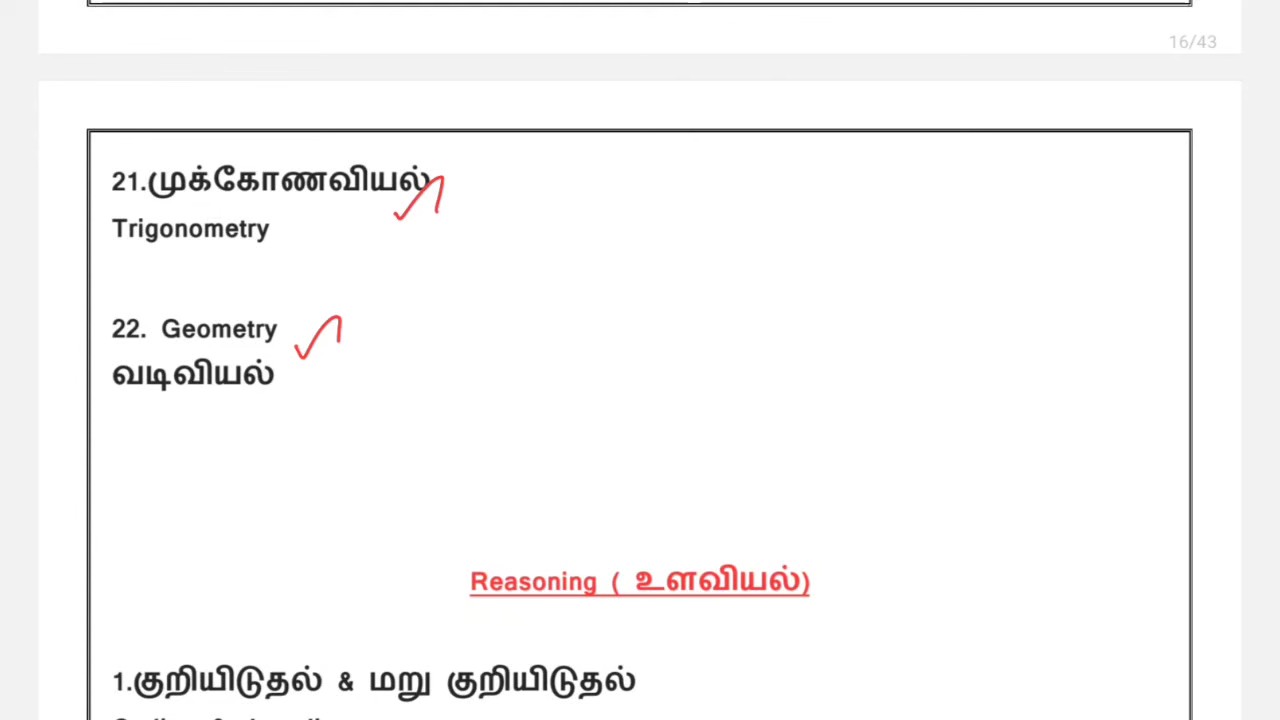 16/43
21.முக்கோணவியல்
Trigonometry
22. Geometry
வடிவியல்
Reasoning ( உளவியல்)
1.குறியிடுதல் & மறு குறியிடுதல்